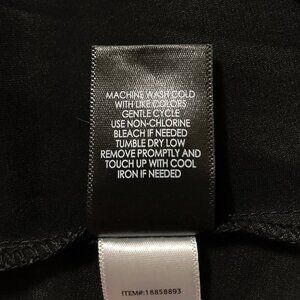 MACHINE WASH COLD
WITH LIKE COLORS
GENTLE CYCLE
USE NON-CHLORINE
BLEACH IF NEEDED
TUMBLE DRY LOW
REMOVE PROMPTLY AND
TOUCH UP WITH COOL
IRON IF NEEDED
ITEM#:18858893